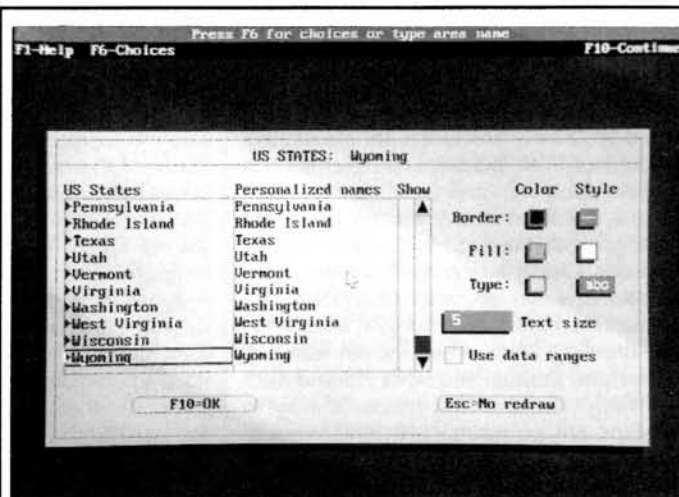 Press F6 for choices or type area name
F1-Help F6-Choices F10-Continue
US STATES: Wyoming
US States Personalized names Show Color Style
Pennsylvania Pennsylvania
Rhode Island Rhode Island
Texas Texas
Utah Utah
Vermont Vermont
Virginia Virginia
Washington Washington
West Virginia West Virginia
Wisconsin Wisconsin
Wyoming Wyoming
Border:
Fill:
Type: abc
5 Text size
Use data ranges
F10=OK Esc=No redraw